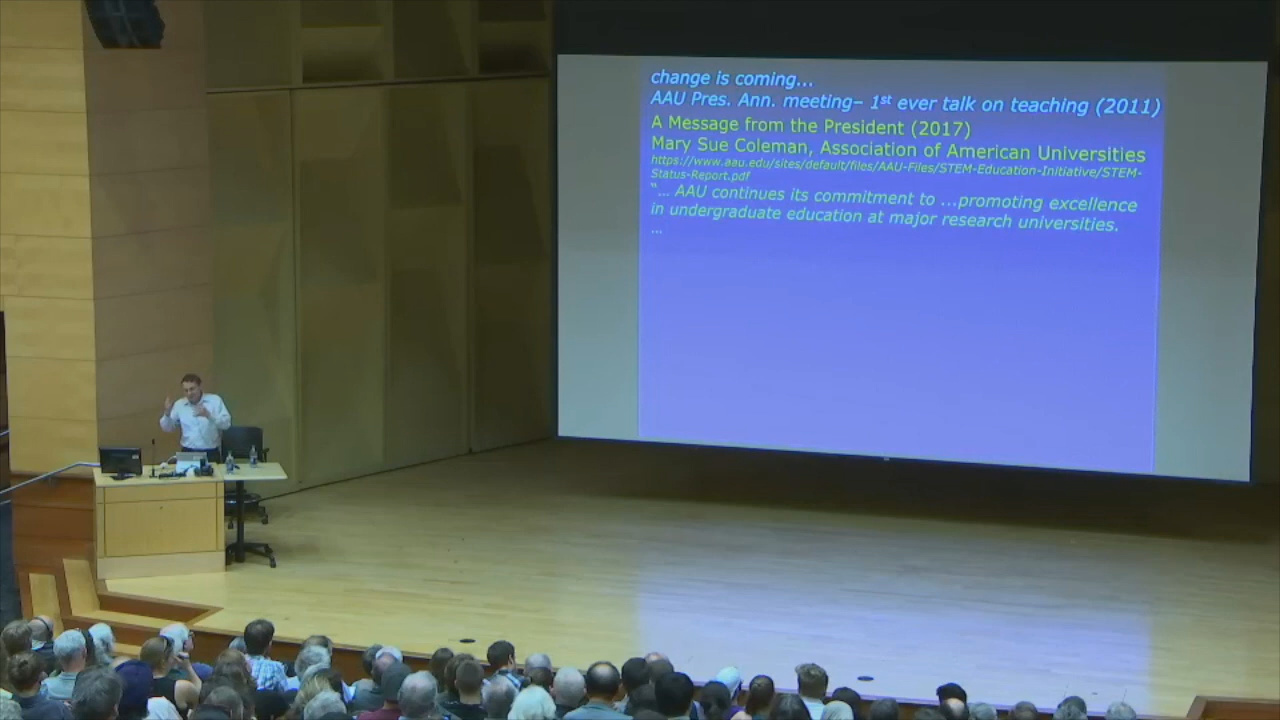 change is coming...
AAU Pres. Ann. meeting– 1st ever talk on teaching (2011)
A Message from the President (2017)
Mary Sue Coleman, Association of American Universities
https://www.aau.edu/sites/default/files/AAU-Files/STEM-Education-Initiative/STEM-
Status-Report.pdf
"... AAU continues its commitment to ...promoting excellence
in undergraduate education at major research universities.
...